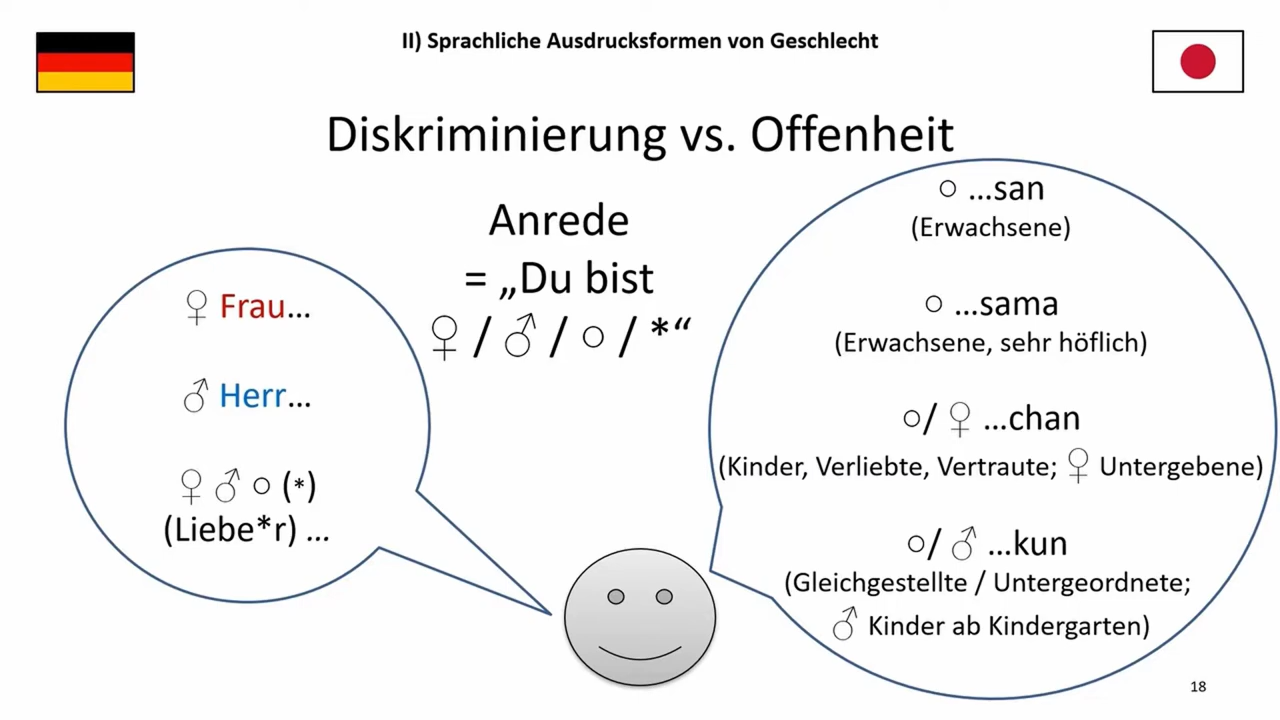 II) Sprachliche Ausdrucksformen von Geschlecht
Diskriminierung vs. Offenheit
Anrede
= „Du bist
♀ / ♂ / ○ / *“
♀ Frau...
♂ Herr...
♀ ♂ ○ (*)
(Liebe*r) ...
○ ...san
(Erwachsene)
○ ...sama
(Erwachsene, sehr höflich)
○/ ♀ ...chan
(Kinder, Verliebte, Vertraute; ♀ Untergebene)
○/ ♂ ...kun
(Gleichgestellte / Untergeordnete;
♂ Kinder ab Kindergarten)
18